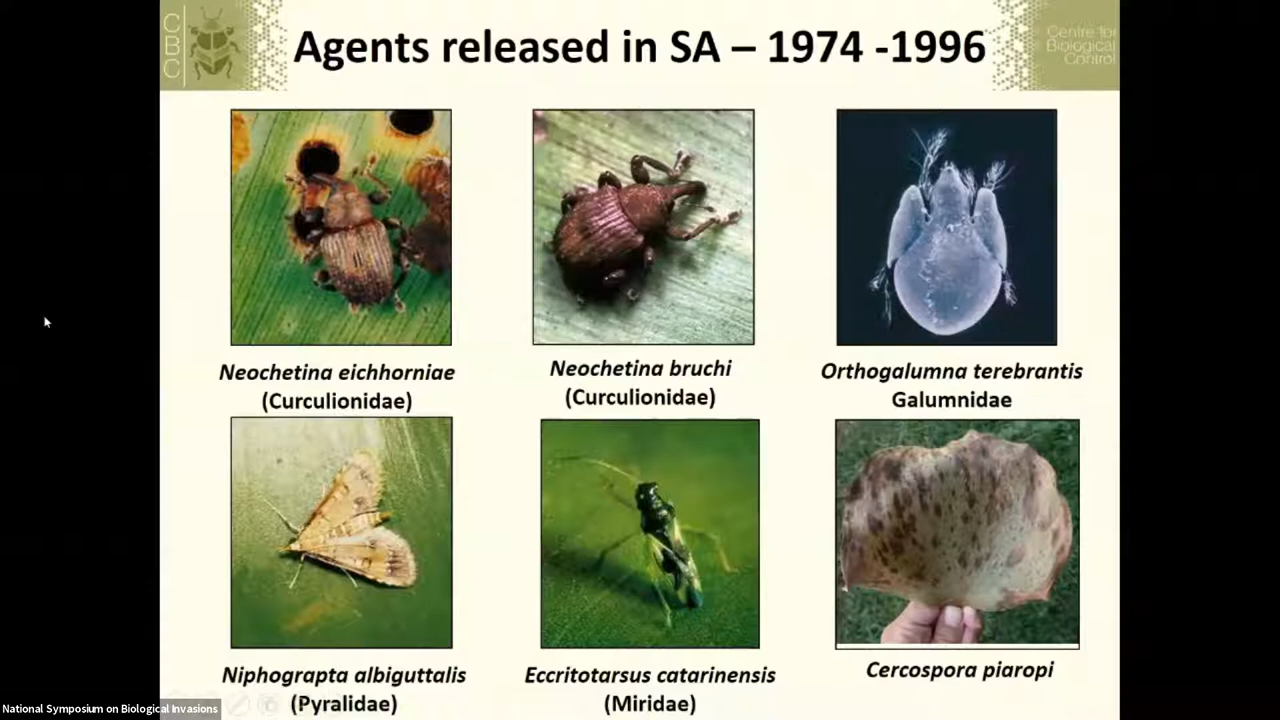 CBC
Agents released in SA – 1974 -1996
Centre for
Biological
Control
Neochetina eichhorniae
(Curculionidae)
Neochetina bruchi
(Curculionidae)
Orthogalumna terebrantis
Galumnidae
Niphograpta albiguttalis
(Pyralidae)
Eccritotarsus catarinensis
(Miridae)
Cercospora piaropi
National Symposium on Biological Invasions